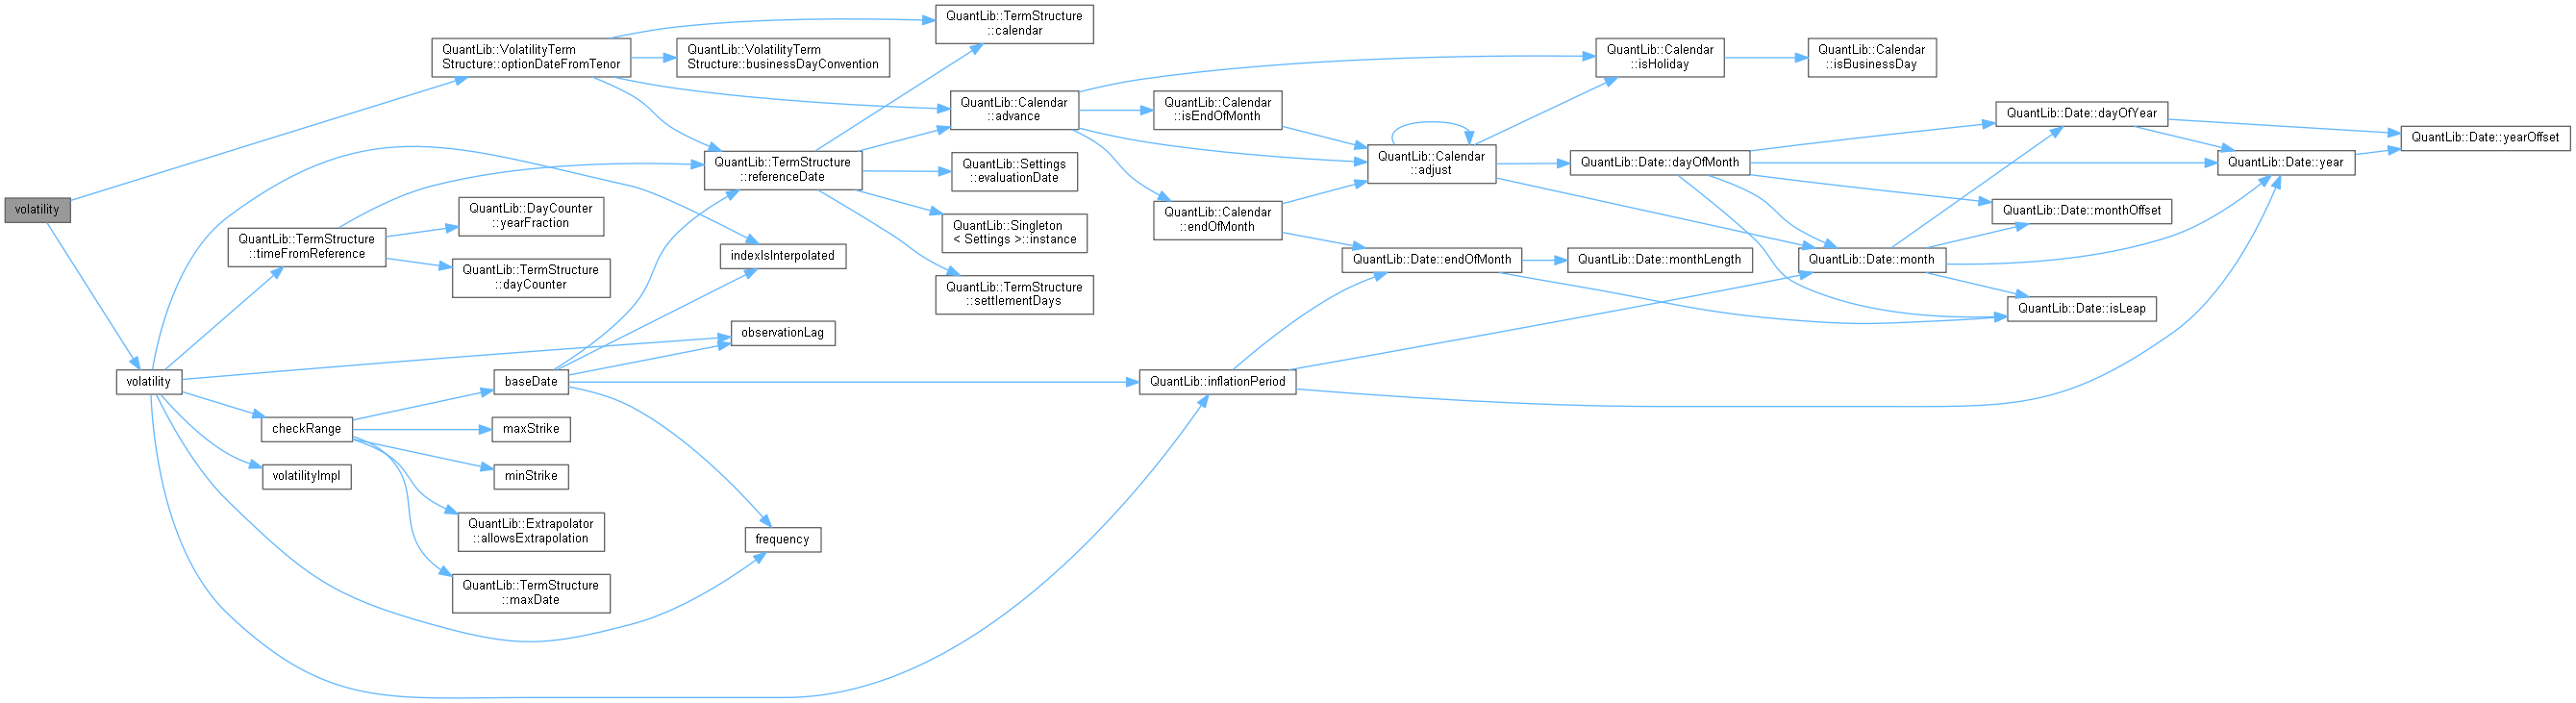 volatility
volatility
QuantLib::VolatilityTerm
Structure::optionDateFromTenor
QuantLib::TermStructure
::timeFromReference
checkRange
volatilityImpl
QuantLib::DayCounter
::yearFraction
QuantLib::TermStructure
::dayCounter
baseDate
maxStrike
minStrike
QuantLib::Extrapolator
::allowsExtrapolation
QuantLib::TermStructure
::maxDate
QuantLib::VolatilityTerm
Structure::businessDayConvention
QuantLib::TermStructure
::referenceDate
indexIsInterpolated
observationLag
frequency
QuantLib::TermStructure
::calendar
QuantLib::Calendar
::advance
QuantLib::Settings
::evaluationDate
QuantLib::Singleton
< Settings >::instance
QuantLib::TermStructure
::settlementDays
QuantLib::Calendar
::isEndOfMonth
QuantLib::Calendar
::endOfMonth
QuantLib::inflationPeriod
QuantLib::Calendar
::adjust
QuantLib::Date::endOfMonth
QuantLib::Calendar
::isHoliday
QuantLib::Date::dayOfMonth
QuantLib::Date::monthLength
QuantLib::Calendar
::isBusinessDay
QuantLib::Date::month
QuantLib::Date::dayOfYear
QuantLib::Date::monthOffset
QuantLib::Date::isLeap
QuantLib::Date::year
QuantLib::Date::yearOffset